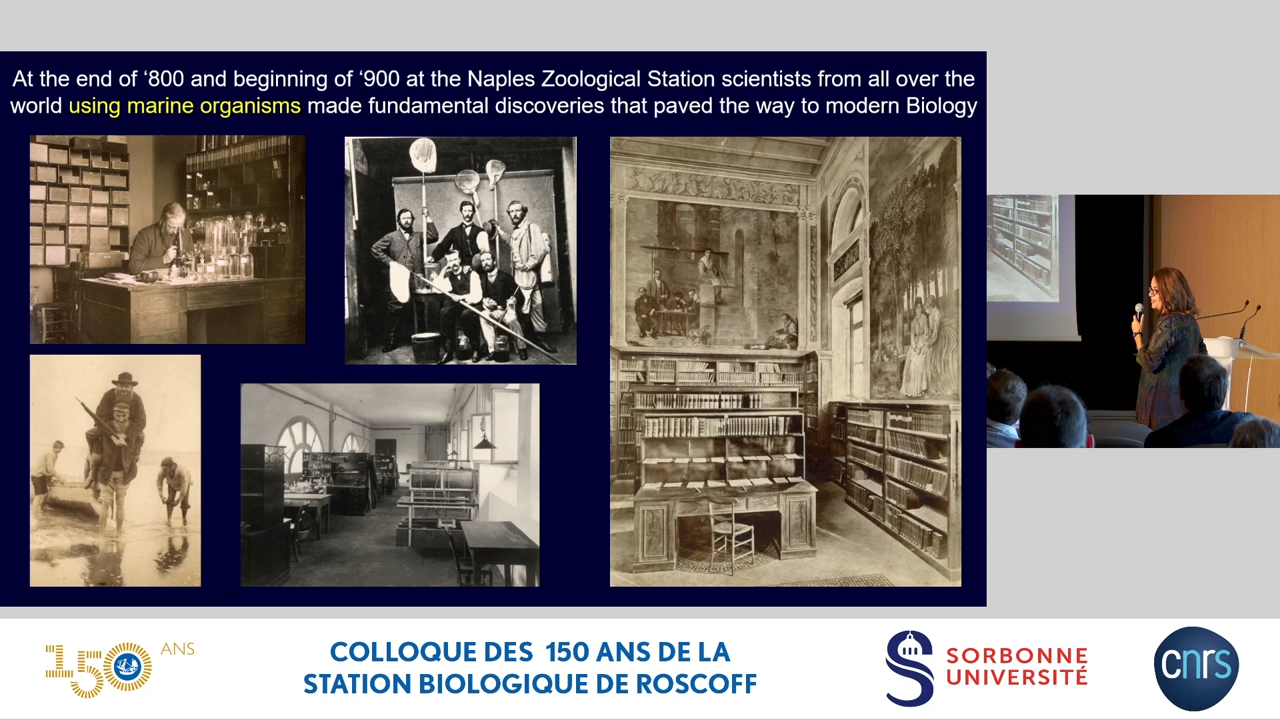 At the end of ‘800 and beginning of ‘900 at the Naples Zoological Station scientists from all over the
world using marine organisms made fundamental discoveries that paved the way to modern Biology
150 ANS
COLLOQUE DES 150 ANS DE LA
STATION BIOLOGIQUE DE ROSCOFF
SORBONNE
UNIVERSITÉ
cnrs